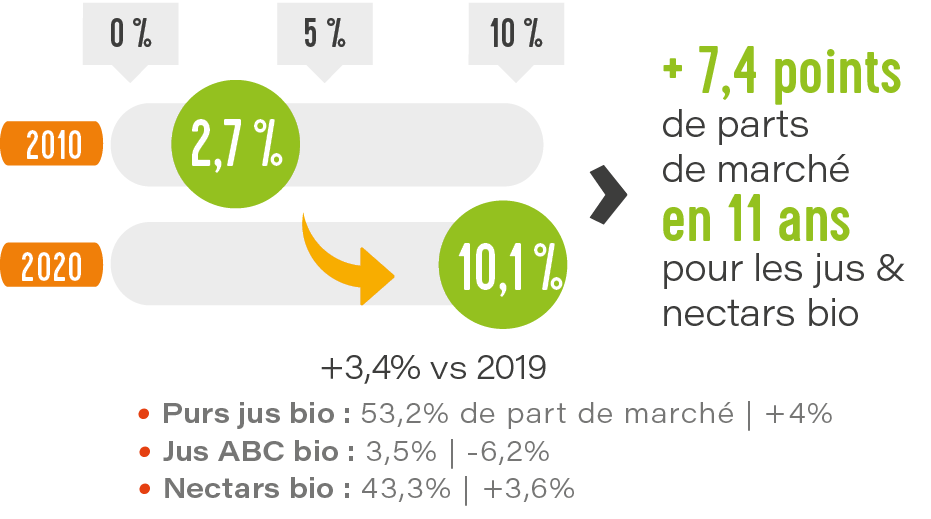 0 %
5 %
10 %
2010
2,7 %
2020
10,1 %
+ 7,4 points
de parts
de marché
en 11 ans
pour les jus &
nectars bio
+3,4% vs 2019
• Purs jus bio : 53,2% de part de marché | +4%
• Jus ABC bio : 3,5% | -6,2%
• Nectars bio : 43,3% | +3,6%